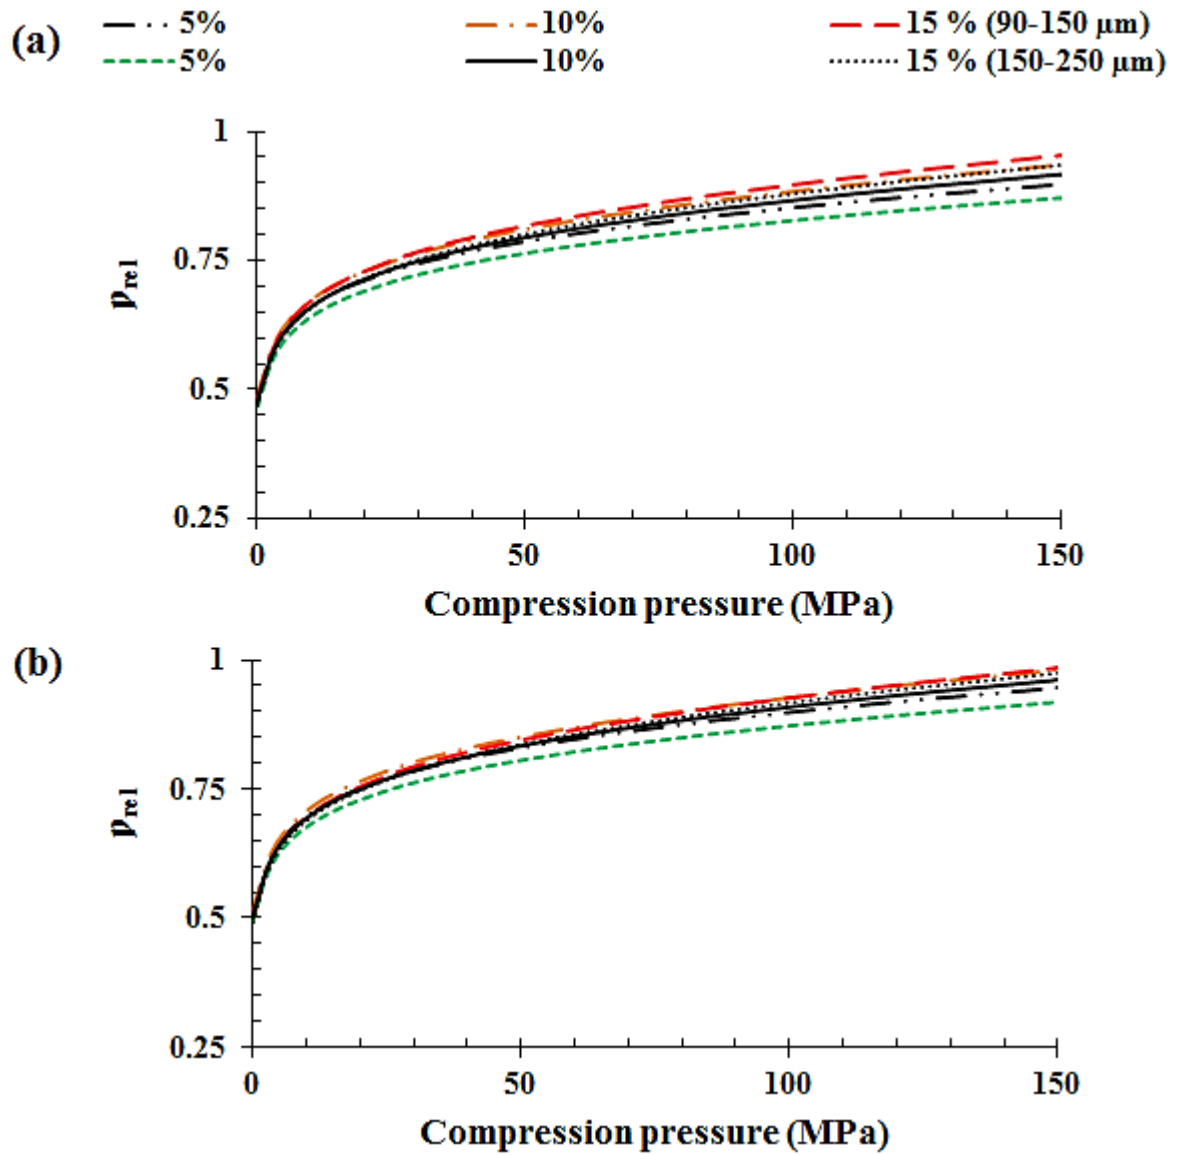 (a)
5% 10% 15 % (90-150 µm)
5% 10% 15 % (150-250 µm)
1
0.75
0.5
0.25
p_rel
0 50 100 150
Compression pressure (MPa)
(b)
1
0.75
0.5
0.25
p_rel
0 50 100 150
Compression pressure (MPa)